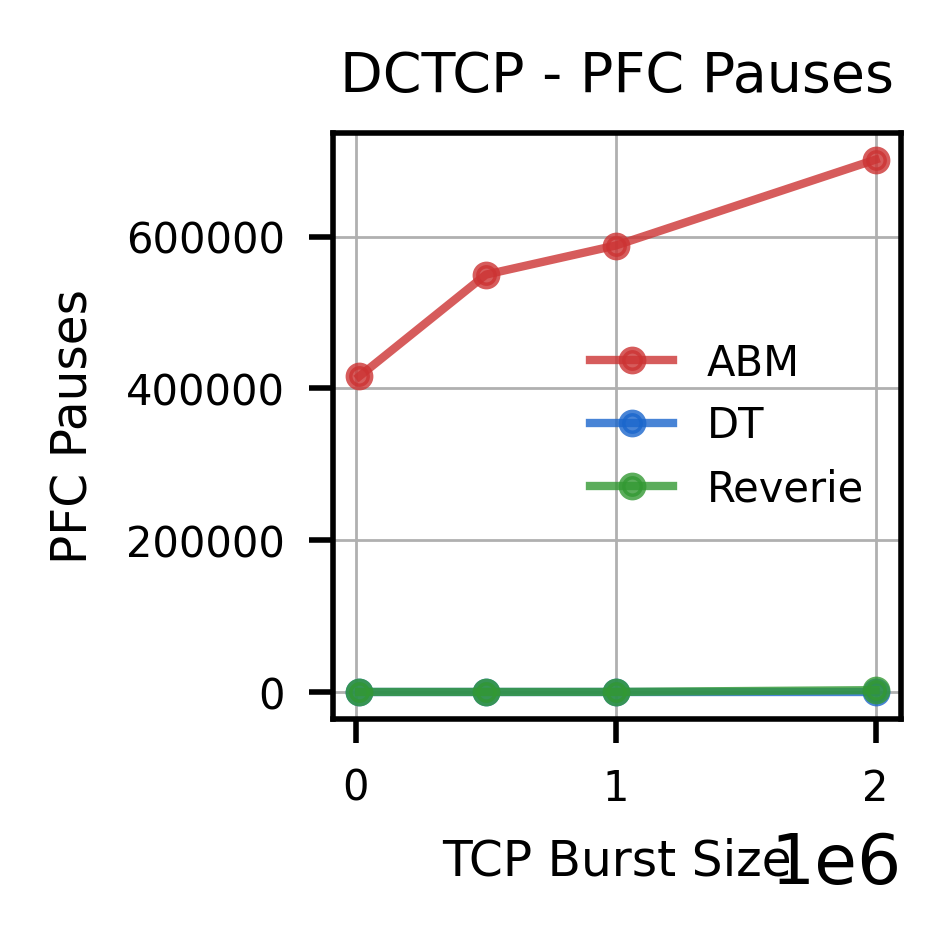 DCTCP - PFC Pauses
PFC Pauses
600000
400000
200000
0
ABM
DT
Reverie
0 1 2
TCP Burst Size
1e6